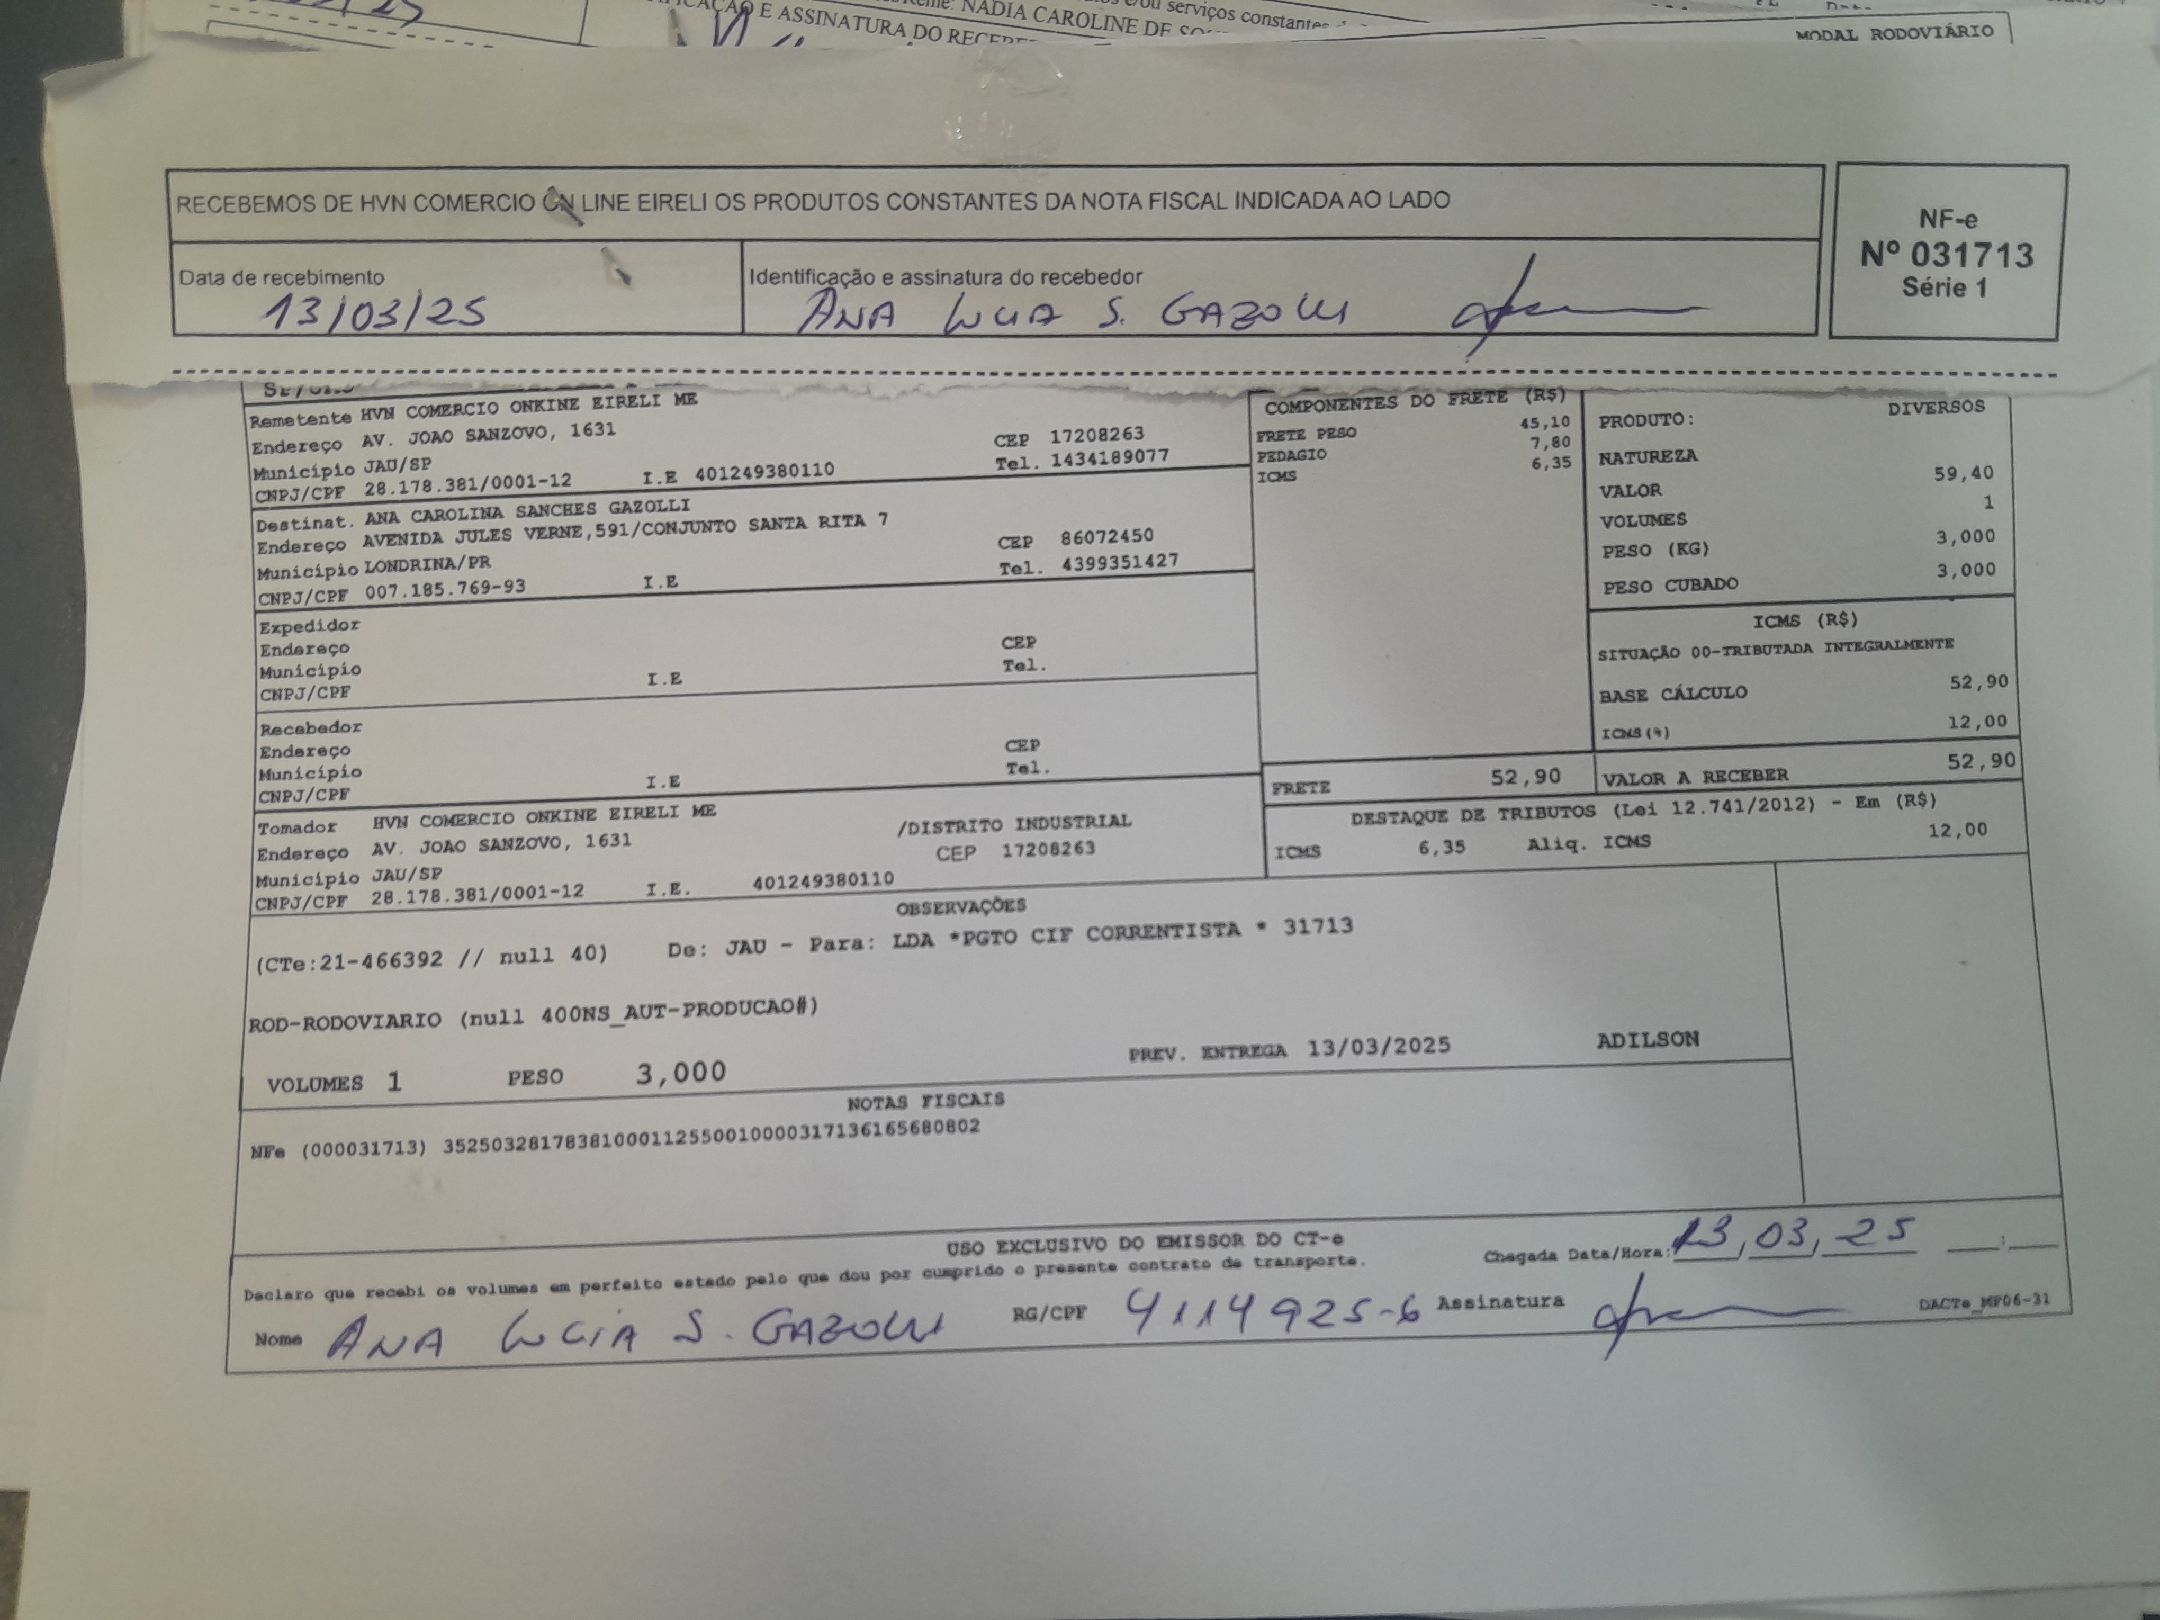 e/ou serviços constantes
NADIA CAROLINE DE
E ASSINATURA DO
MODAL RODOVIÁRIO
RECEBEMOS DE HVN COMERCIO ON LINE EIRELI OS PRODUTOS CONSTANTES DA NOTA FISCAL INDICADA AO LADO
NF-e
Nº 031713
Série 1
Data de recebimento
13/03/25
Identificação e assinatura do recebedor
ANA LUCIA S. GAZOLLI
Remetente HVN COMERCIO ONKINE EIRELI ME
Endereço AV. JOAO SANZOVO, 1631 CEP 17208263
Município JAU/SP Tel. 1434189077
CNPJ/CPF 28.178.381/0001-12 I.E 401249380110
Destinat. ANA CAROLINA SANCHES GAZOLLI
Endereço AVENIDA JULES VERNE,591/CONJUNTO SANTA RITA 7 CEP 86072450
Município LONDRINA/PR Tel. 4399351427
CNPJ/CPF 007.185.769-93 I.E
Expedidor
Endereço CEP
Município Tel.
CNPJ/CPF I.E
Recebedor
Endereço CEP
Município Tel.
CNPJ/CPF I.E
Tomador HVN COMERCIO ONKINE EIRELI ME
Endereço AV. JOAO SANZOVO, 1631 /DISTRITO INDUSTRIAL
Município JAU/SP CEP 17208263
CNPJ/CPF 28.178.381/0001-12 I.E. 401249380110
COMPONENTES DO FRETE (R$)
FRETE PESO 45,10
PEDAGIO 7,80
ICMS 6,35
FRETE 52,90
PRODUTO: DIVERSOS
NATUREZA
VALOR 59,40
VOLUMES 1
PESO (KG) 3,000
PESO CUBADO 3,000
ICMS (R$)
SITUAÇÃO 00-TRIBUTADA INTEGRALMENTE
BASE CÁLCULO 52,90
ICMS(%) 12,00
VALOR A RECEBER 52,90
DESTAQUE DE TRIBUTOS (Lei 12.741/2012) - Em (R$)
ICMS 6,35 Aliq. ICMS 12,00
OBSERVAÇÕES
(CTe:21-466392 // null 40) De: JAU - Para: LDA *PGTO CIF CORRENTISTA * 31713
ROD-RODOVIARIO (null 400NS_AUT-PRODUCAO#)
VOLUMES 1 PESO 3,000 PREV. ENTREGA 13/03/2025 ADILSON
NOTAS FISCAIS
NFe (000031713) 35250328178381000112550010000317136165680802
USO EXCLUSIVO DO EMISSOR DO CT-e
Declaro que recebi os volumes em perfeito estado pelo que dou por cumprido o presente contrato de transporte.
Chegada Data/Hora: 13,03,25 :
Nome ANA LUCIA S. GAZOLLI RG/CPF 4114925-6 Assinatura
DACTe_MF06-31